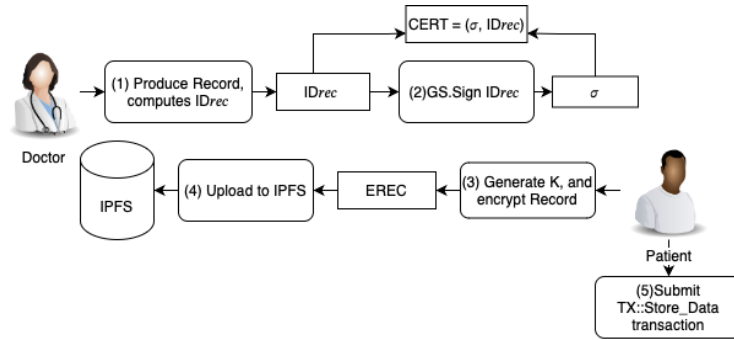 CERT = (σ, IDrec)
(1) Produce Record,
computes IDrec
IDrec
(2)GS.Sign IDrec
σ
Doctor
IPFS
(4) Upload to IPFS
EREC
(3) Generate K, and
encrypt Record
Patient
(5)Submit
TX::Store_Data
transaction